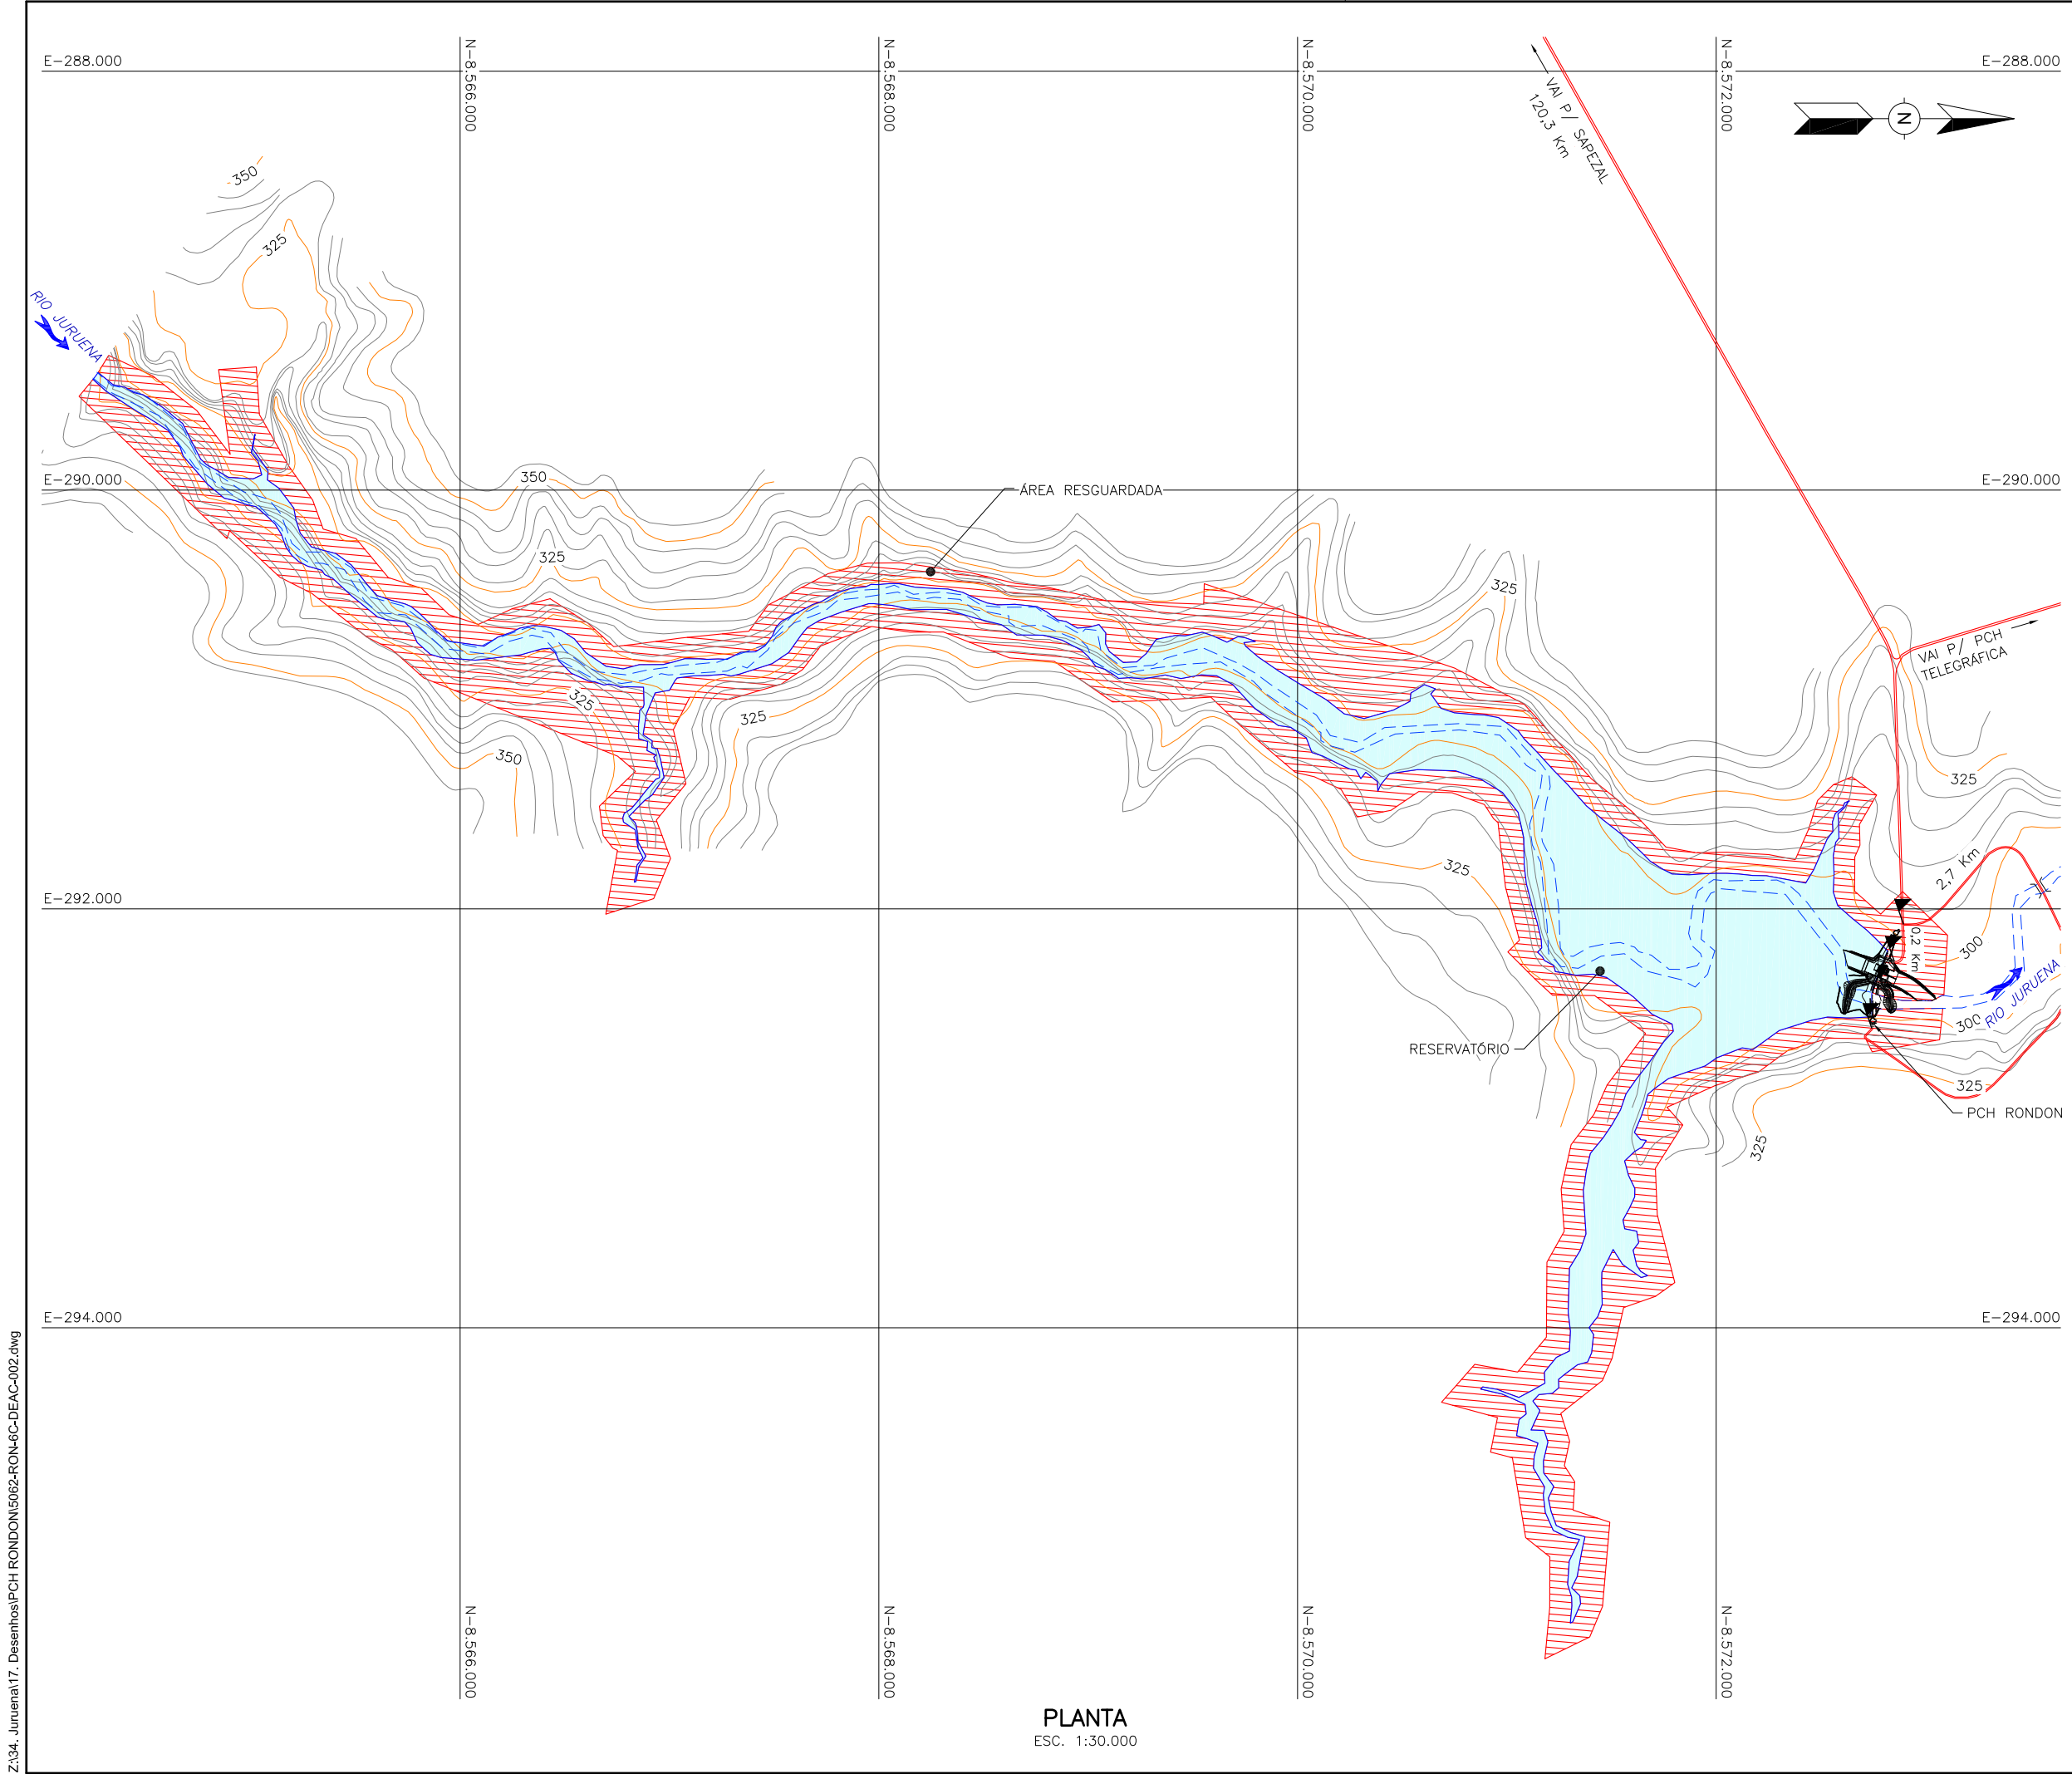 E-288.000
E-288.000
N-8.566.000
N-8.568.000
N-8.570.000
N-8.572.000
N
VAI P/ SAPEZAL
120,3 Km
350
325
RIO JURUENA
E-290.000
350
ÁREA RESGUARDADA
E-290.000
325
325
VAI P/ PCH
TELEGRÁFICA
325
325
350
325
325
2,7 Km
E-292.000
0,2 Km
300
RIO JURUENA
300
RESERVATÓRIO
325
PCH RONDON
325
E-294.000
E-294.000
N-8.566.000
N-8.568.000
N-8.570.000
N-8.572.000
PLANTA
ESC. 1:30.000
Z:\34. Juruena\17. Desenhos\PCH RONDON\5062-RON-6C-DEAC-002.dwg